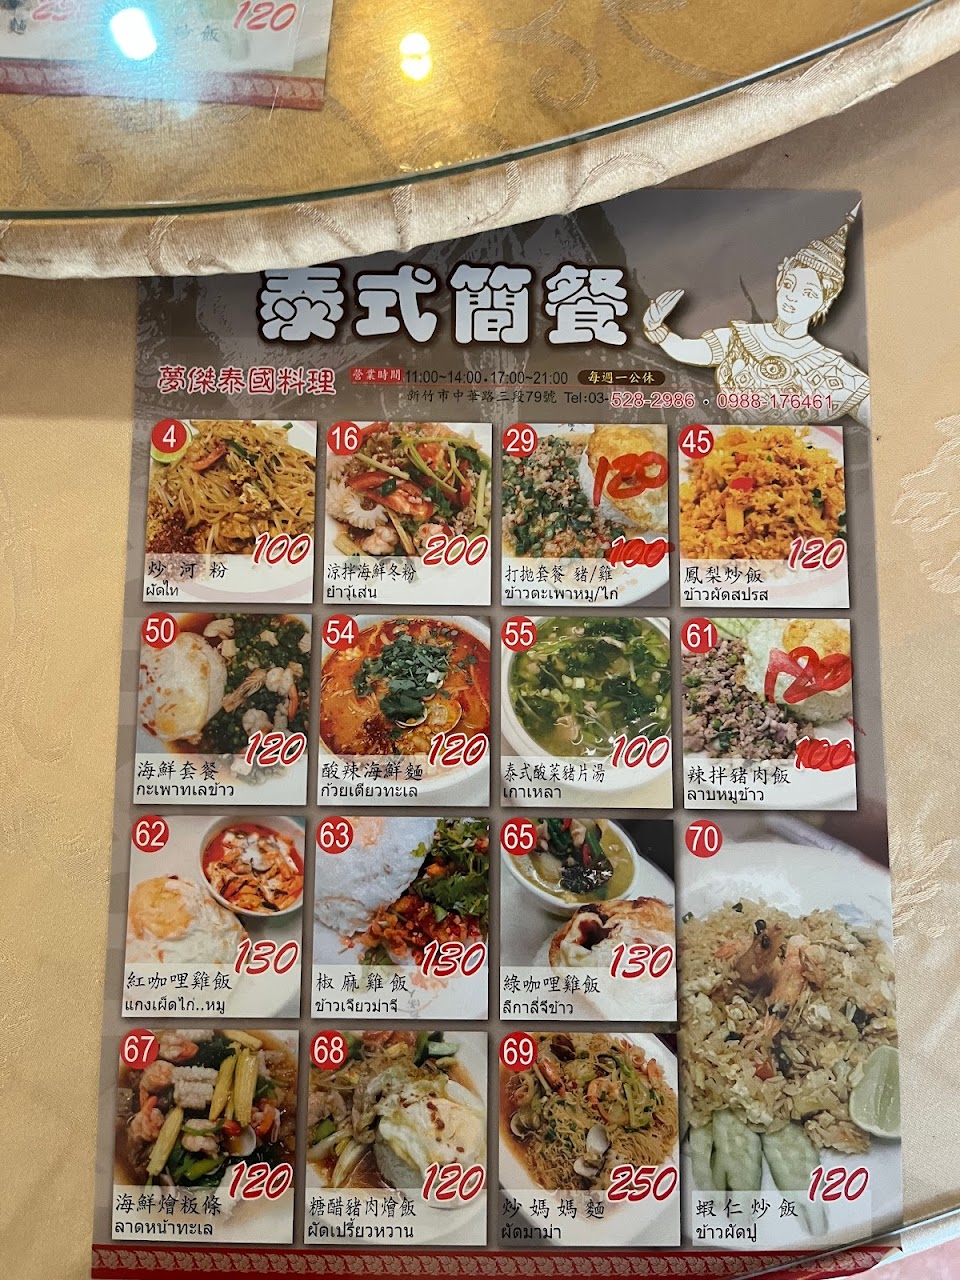 120
炒飯
泰式簡餐
夢傑泰國料理
營業時間 11:00~14:00 • 17:00~21:00 每週一公休
新竹市中華路三段79號 Tel:03-528-2986 • 0988-176461
4
100
炒河粉
ผัดไท
16
200
涼拌海鮮冬粉
ยำวุ้เส่น
29
120
100
打拋套餐 豬/雞
ข้าวตะเพาหมู/ไก่
45
120
鳳梨炒飯
ข้าวผัดสปรส
50
120
海鮮套餐
กะเพาทเลข้าว
54
120
酸辣海鮮麵
ก๋วยเตียวทะเล
55
100
泰式酸菜豬片湯
เกาเหลา
61
120
100
辣拌豬肉飯
ลาบหมูข้าว
62
130
紅咖哩雞飯
แกงเผ็ดไก่..หมู
63
130
椒麻雞飯
ข้าวเจียวม่าจี
65
130
綠咖哩雞飯
ลีกาลีจีข้าว
67
120
海鮮燴粄條
ลาดหน้าทะเล
68
120
糖醋豬肉燴飯
ผัดเปรี้ยวหวาน
69
250
炒媽媽麵
ผัดมาม่า
70
120
蝦仁炒飯
ข้าวผัดปู